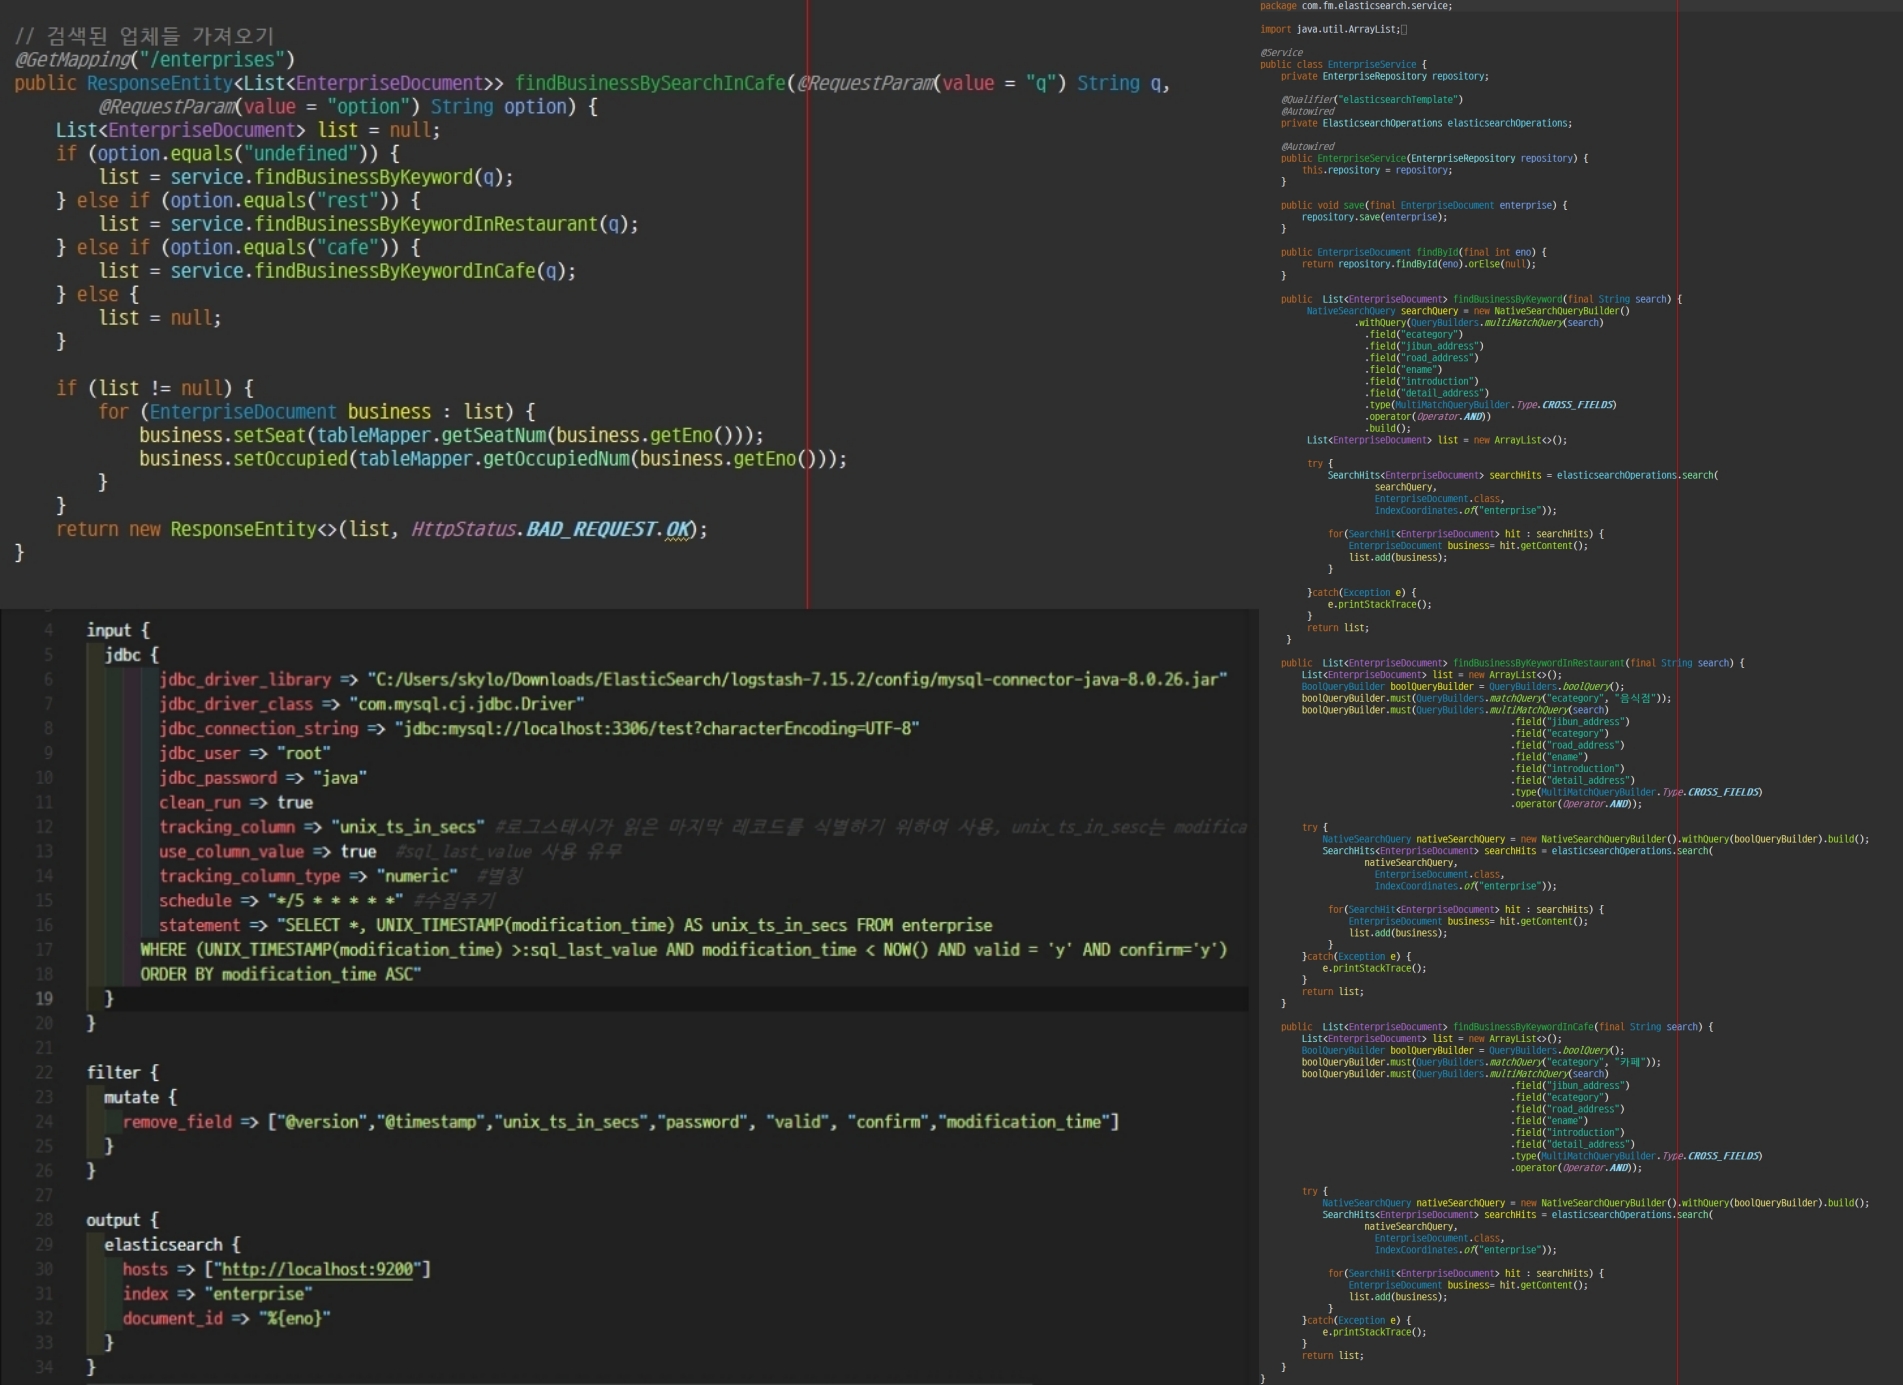 // 검색된 업체들 가져오기
@GetMapping("/enterprises")
public ResponseEntity<List<EnterpriseDocument>> findBusinessBySearchInCafe(@RequestParam(value = "q") String q,
@RequestParam(value = "option") String option) {
List<EnterpriseDocument> list = null;
if (option.equals("undefined")) {
list = service.findBusinessByKeyword(q);
} else if (option.equals("rest")) {
list = service.findBusinessByKeywordInRestaurant(q);
} else if (option.equals("cafe")) {
list = service.findBusinessByKeywordInCafe(q);
} else {
list = null;
}
if (list != null) {
for (EnterpriseDocument business : list) {
business.setSeat(tableMapper.getSeatNum(business.getEno()));
business.setOccupied(tableMapper.getOccupiedNum(business.getEno()));
}
}
return new ResponseEntity<>(list, HttpStatus.BAD_REQUEST.OK);
}
4 input {
5 jdbc {
6 jdbc_driver_library => "C:/Users/skylo/Downloads/ElasticSearch/logstash-7.15.2/config/mysql-connector-java-8.0.26.jar"
7 jdbc_driver_class => "com.mysql.cj.jdbc.Driver"
8 jdbc_connection_string => "jdbc:mysql://localhost:3306/test?characterEncoding=UTF-8"
9 jdbc_user => "root"
10 jdbc_password => "java"
11 clean_run => true
12 tracking_column => "unix_ts_in_secs" #로그스태시가 읽은 마지막 레코드를 식별하기 위하여 사용, unix_ts_in_sesc는 modifica
13 use_column_value => true #sql_last_value 사용 유무
14 tracking_column_type => "numeric" #별칭
15 schedule => "*/5 * * * * *" #수집주기
16 statement => "SELECT *, UNIX_TIMESTAMP(modification_time) AS unix_ts_in_secs FROM enterprise
17 WHERE (UNIX_TIMESTAMP(modification_time) >:sql_last_value AND modification_time < NOW() AND valid = 'y' AND confirm='y')
18 ORDER BY modification_time ASC"
19 }
20 }
21
22 filter {
23 mutate {
24 remove_field => ["@version","@timestamp","unix_ts_in_secs","password", "valid", "confirm","modification_time"]
25 }
26 }
27
28 output {
29 elasticsearch {
30 hosts => ["http://localhost:9200"]
31 index => "enterprise"
32 document_id => "%{eno}"
33 }
34 }
package com.fm.elasticsearch.service;
import java.util.ArrayList;
@Service
public class EnterpriseService {
private EnterpriseRepository repository;
@Qualifier("elasticsearchTemplate")
@Autowired
private ElasticsearchOperations elasticsearchOperations;
@Autowired
public EnterpriseService(EnterpriseRepository repository) {
this.repository = repository;
}
public void save(final EnterpriseDocument enterprise) {
repository.save(enterprise);
}
public EnterpriseDocument findById(final int eno) {
return repository.findById(eno).orElse(null);
}
public List<EnterpriseDocument> findBusinessByKeyword(final String search) {
NativeSearchQuery searchQuery = new NativeSearchQueryBuilder()
.withQuery(QueryBuilders.multiMatchQuery(search)
.field("ecategory")
.field("jibun_address")
.field("road_address")
.field("ename")
.field("introduction")
.field("detail_address")
.type(MultiMatchQueryBuilder.Type.CROSS_FIELDS)
.operator(Operator.AND))
.build();
List<EnterpriseDocument> list = new ArrayList<>();
try {
SearchHits<EnterpriseDocument> searchHits = elasticsearchOperations.search(
searchQuery,
EnterpriseDocument.class,
IndexCoordinates.of("enterprise"));
for(SearchHit<EnterpriseDocument> hit : searchHits) {
EnterpriseDocument business= hit.getContent();
list.add(business);
}
}catch(Exception e) {
e.printStackTrace();
}
return list;
}
public List<EnterpriseDocument> findBusinessByKeywordInRestaurant(final String search) {
List<EnterpriseDocument> list = new ArrayList<>();
BoolQueryBuilder boolQueryBuilder = QueryBuilders.boolQuery();
boolQueryBuilder.must(QueryBuilders.matchQuery("ecategory", "음식점"));
boolQueryBuilder.must(QueryBuilders.multiMatchQuery(search)
.field("jibun_address")
.field("ecategory")
.field("road_address")
.field("ename")
.field("introduction")
.field("detail_address")
.type(MultiMatchQueryBuilder.Type.CROSS_FIELDS)
.operator(Operator.AND));
try {
NativeSearchQuery nativeSearchQuery = new NativeSearchQueryBuilder().withQuery(boolQueryBuilder).build();
SearchHits<EnterpriseDocument> searchHits = elasticsearchOperations.search(
nativeSearchQuery,
EnterpriseDocument.class,
IndexCoordinates.of("enterprise"));
for(SearchHit<EnterpriseDocument> hit : searchHits) {
EnterpriseDocument business= hit.getContent();
list.add(business);
}
}catch(Exception e) {
e.printStackTrace();
}
return list;
}
public List<EnterpriseDocument> findBusinessByKeywordInCafe(final String search) {
List<EnterpriseDocument> list = new ArrayList<>();
BoolQueryBuilder boolQueryBuilder = QueryBuilders.boolQuery();
boolQueryBuilder.must(QueryBuilders.matchQuery("ecategory", "카페"));
boolQueryBuilder.must(QueryBuilders.multiMatchQuery(search)
.field("jibun_address")
.field("ecategory")
.field("road_address")
.field("ename")
.field("introduction")
.field("detail_address")
.type(MultiMatchQueryBuilder.Type.CROSS_FIELDS)
.operator(Operator.AND));
try {
NativeSearchQuery nativeSearchQuery = new NativeSearchQueryBuilder().withQuery(boolQueryBuilder).build();
SearchHits<EnterpriseDocument> searchHits = elasticsearchOperations.search(
nativeSearchQuery,
EnterpriseDocument.class,
IndexCoordinates.of("enterprise"));
for(SearchHit<EnterpriseDocument> hit : searchHits) {
EnterpriseDocument business= hit.getContent();
list.add(business);
}
}catch(Exception e) {
e.printStackTrace();
}
return list;
}
}